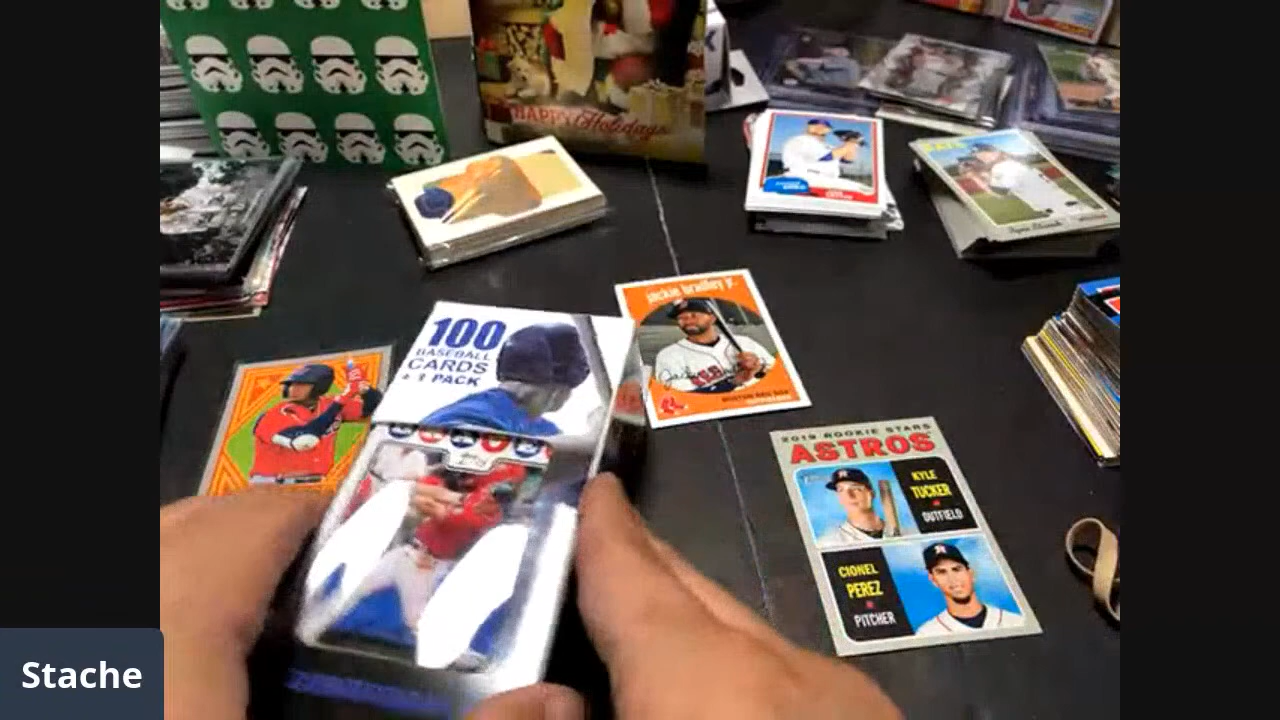 HAPPY Holidays
100
BASEBALL
CARDS
+ 1 PACK
jackie bradley jr.
BOSTON RED SOX
2019 ROOKIE STARS
ASTROS
KYLE
TUCKER
OUTFIELD
CIONEL
PEREZ
PITCHER
Stache